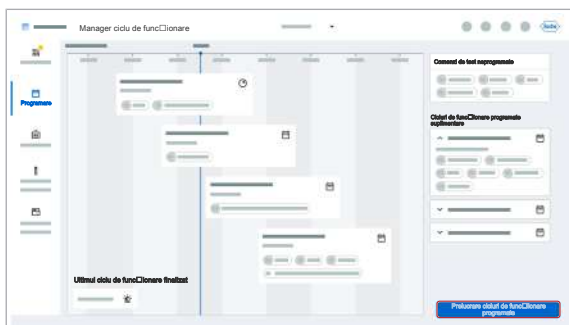 Manager ciclu de func□ionare
Roche
Programare
Comenzi de test neprogramate
Cicluri de func□ionare programate
suplimentare
Ultimul ciclu de func□ionare finalizat
Prelucrare cicluri de func□ionare
programate